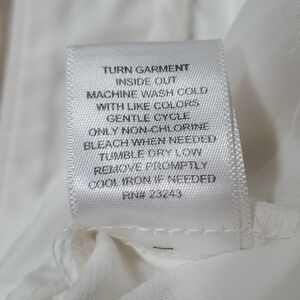 TURN GARMENT
INSIDE OUT
MACHINE WASH COLD
WITH LIKE COLORS
GENTLE CYCLE
ONLY NON-CHLORINE
BLEACH WHEN NEEDED
TUMBLE DRY LOW
REMOVE PROMPTLY
COOL IRON IF NEEDED
RN# 23243